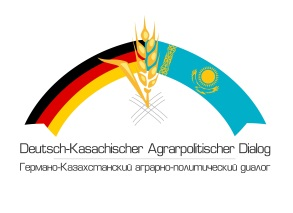 Deutsch-Kasachischer Agrarpolitischer Dialog
Германо-Казахстанский аграрно-политический диалог